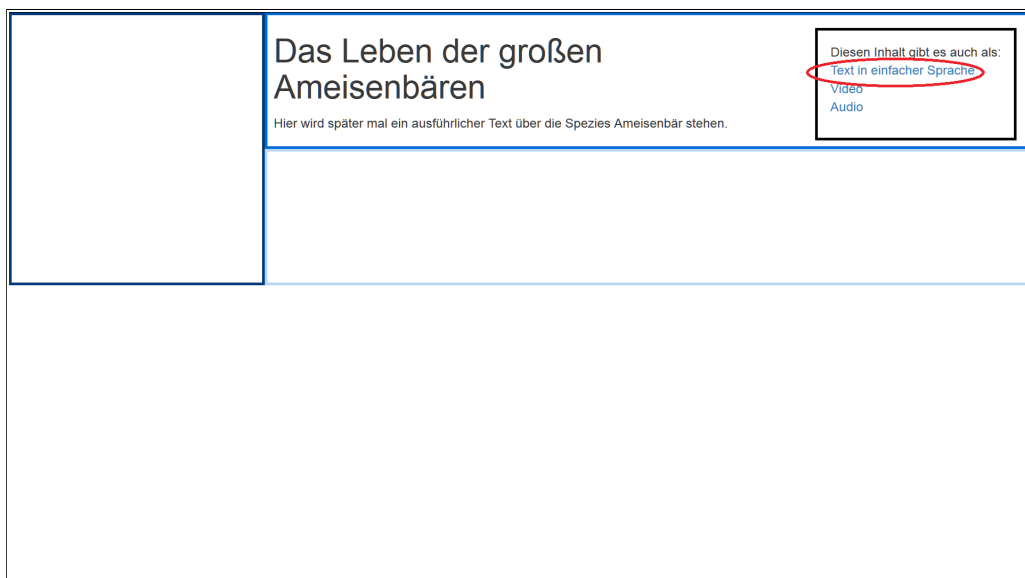 Das Leben der großen
Ameisenbären
Hier wird später mal ein ausführlicher Text über die Spezies Ameisenbär stehen.
Diesen Inhalt gibt es auch als:
Text in einfacher Sprache
Video
Audio